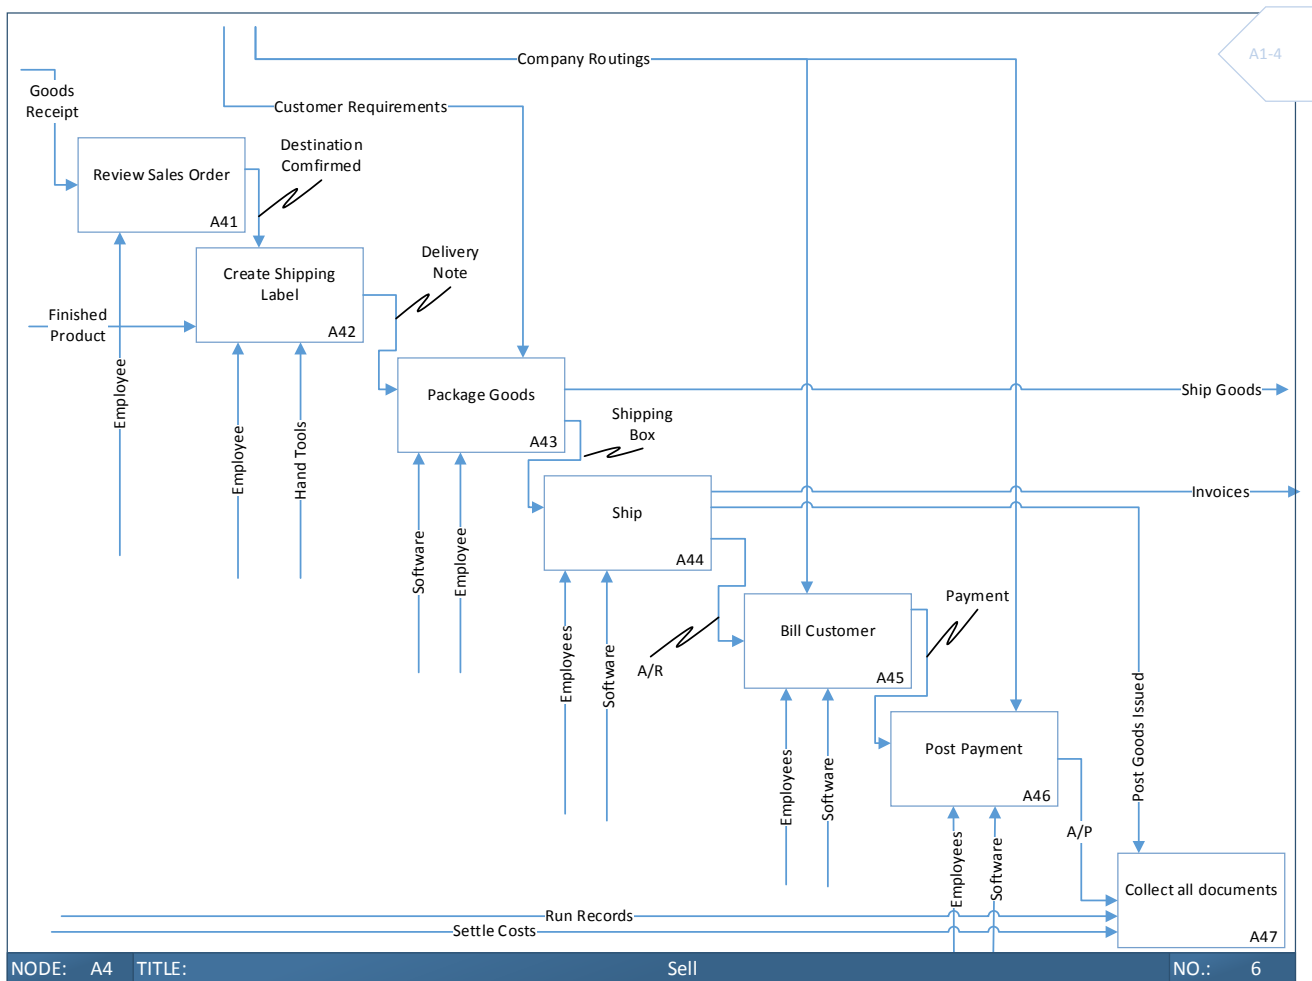 A1-4
Company Routings
Goods
Receipt
Customer Requirements
Destination
Comfirmed
Review Sales Order
A41
Delivery
Note
Create Shipping
Label
A42
Finished
Product
Employee
Employee
Hand Tools
Package Goods
A43
Ship Goods
Shipping
Box
Software
Employee
Invoices
Ship
A44
Payment
Bill Customer
A45
A/R
Employees
Software
Post Goods Issued
Post Payment
A46
Employees
Software
A/P
Employees
Software
Collect all documents
A47
Run Records
Settle Costs
NODE: A4 TITLE: Sell NO.: 6